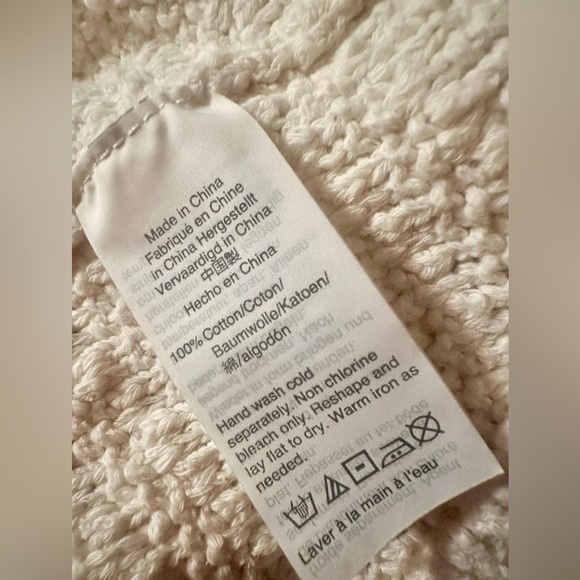 Made in China
Fabriqué en Chine
in China Hergestellt
Vervaardigd in China
中国製
Hecho en China
100% Cotton/Coton/
Baumwolle/Katoen/
綿/algodón
Hand wash cold
separately. Non chlorine
bleach only. Reshape and
lay flat to dry. Warm iron as
needed.
Laver à la main à l'eau